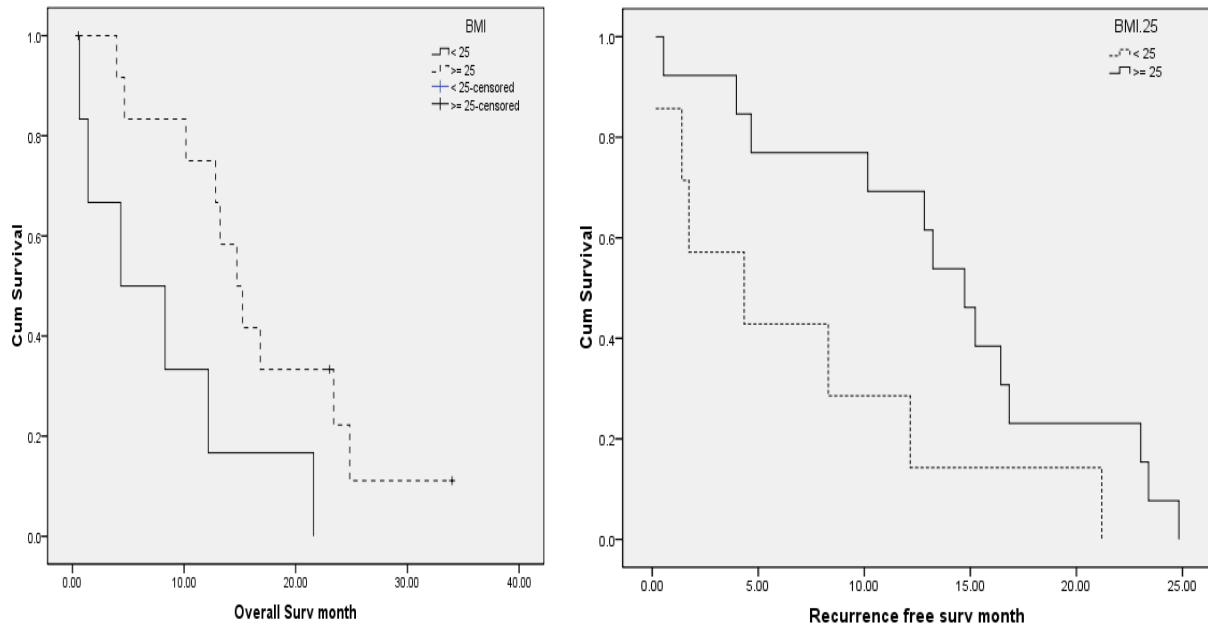 BMI
< 25
>= 25
< 25-censored
>= 25-censored
1.0
0.8
0.6
0.4
0.2
0.0
Cum Survival
0.00 10.00 20.00 30.00 40.00
Overall Surv month
BMI.25
< 25
>= 25
1.0
0.8
0.6
0.4
0.2
0.0
Cum Survival
0.00 5.00 10.00 15.00 20.00 25.00
Recurrence free surv month